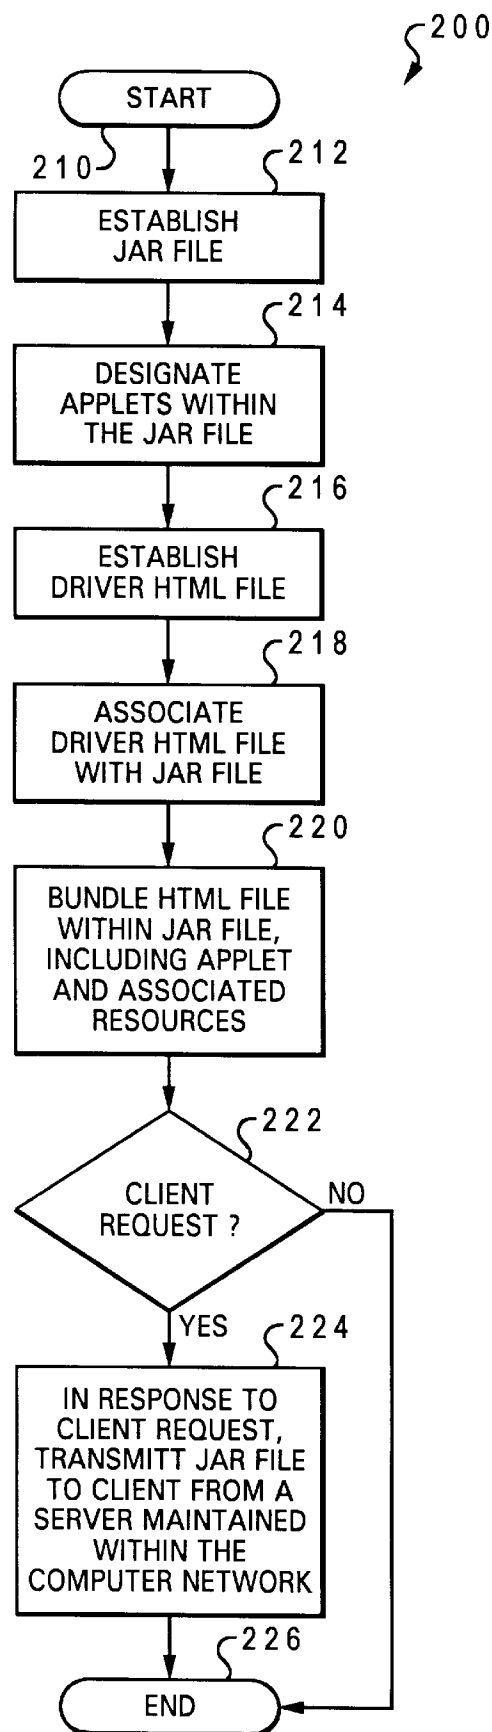 200
START
210
212
ESTABLISH
JAR FILE
214
DESIGNATE
APPLETS WITHIN
THE JAR FILE
216
ESTABLISH
DRIVER HTML FILE
218
ASSOCIATE
DRIVER HTML FILE
WITH JAR FILE
220
BUNDLE HTML FILE
WITHIN JAR FILE,
INCLUDING APPLET
AND ASSOCIATED
RESOURCES
222
CLIENT
REQUEST ?
NO
YES
224
IN RESPONSE TO
CLIENT REQUEST,
TRANSMITT JAR FILE
TO CLIENT FROM A
SERVER MAINTAINED
WITHIN THE
COMPUTER NETWORK
226
END